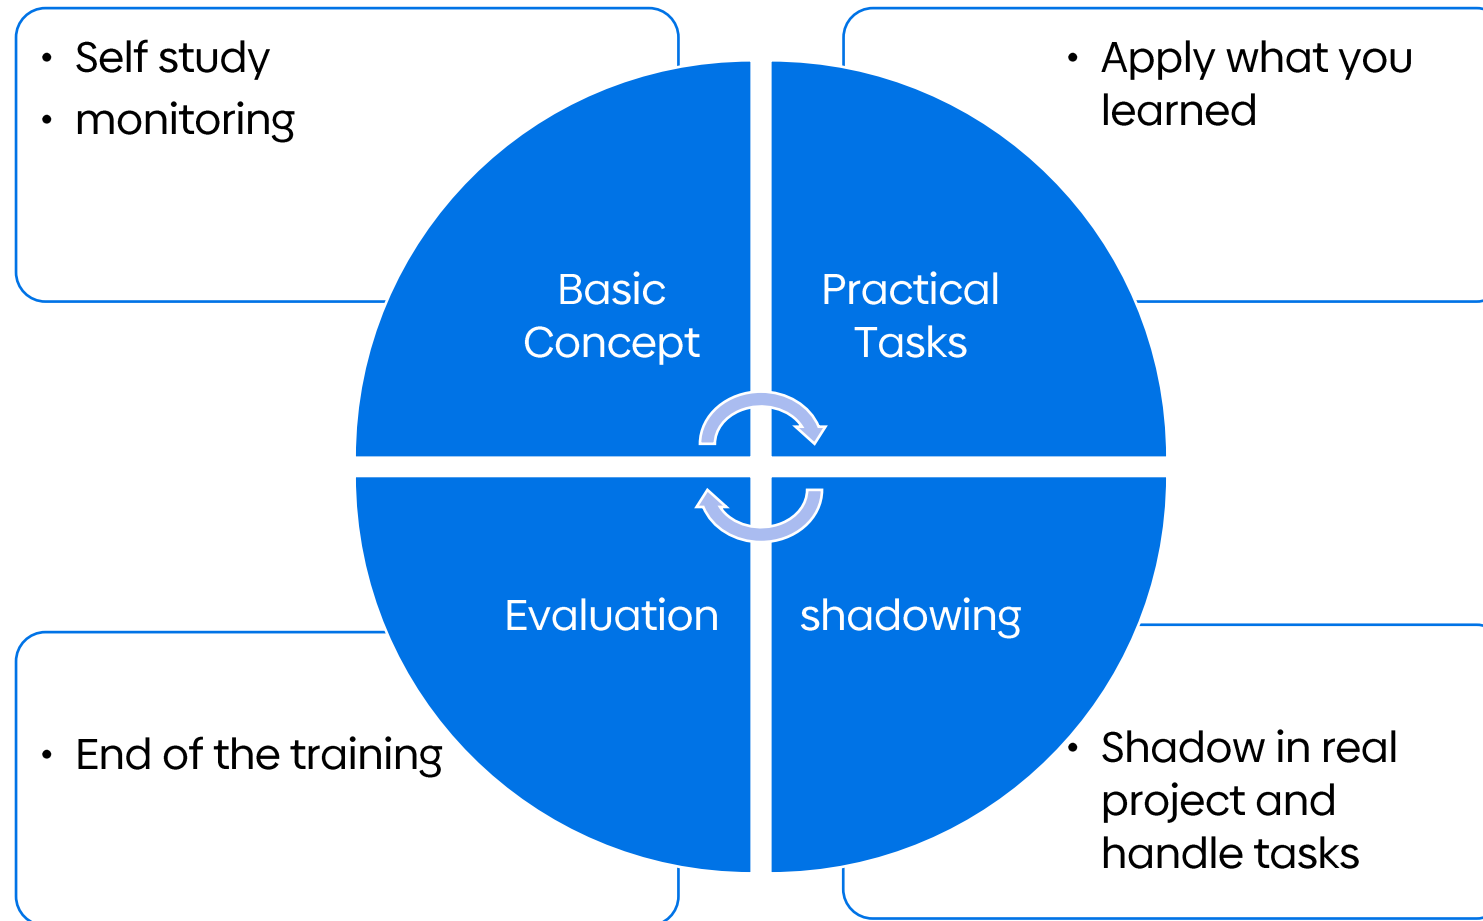 • Self study
• monitoring
• Apply what you
learned
Basic
Concept
Practical
Tasks
Evaluation
shadowing
• End of the training
• Shadow in real
project and
handle tasks